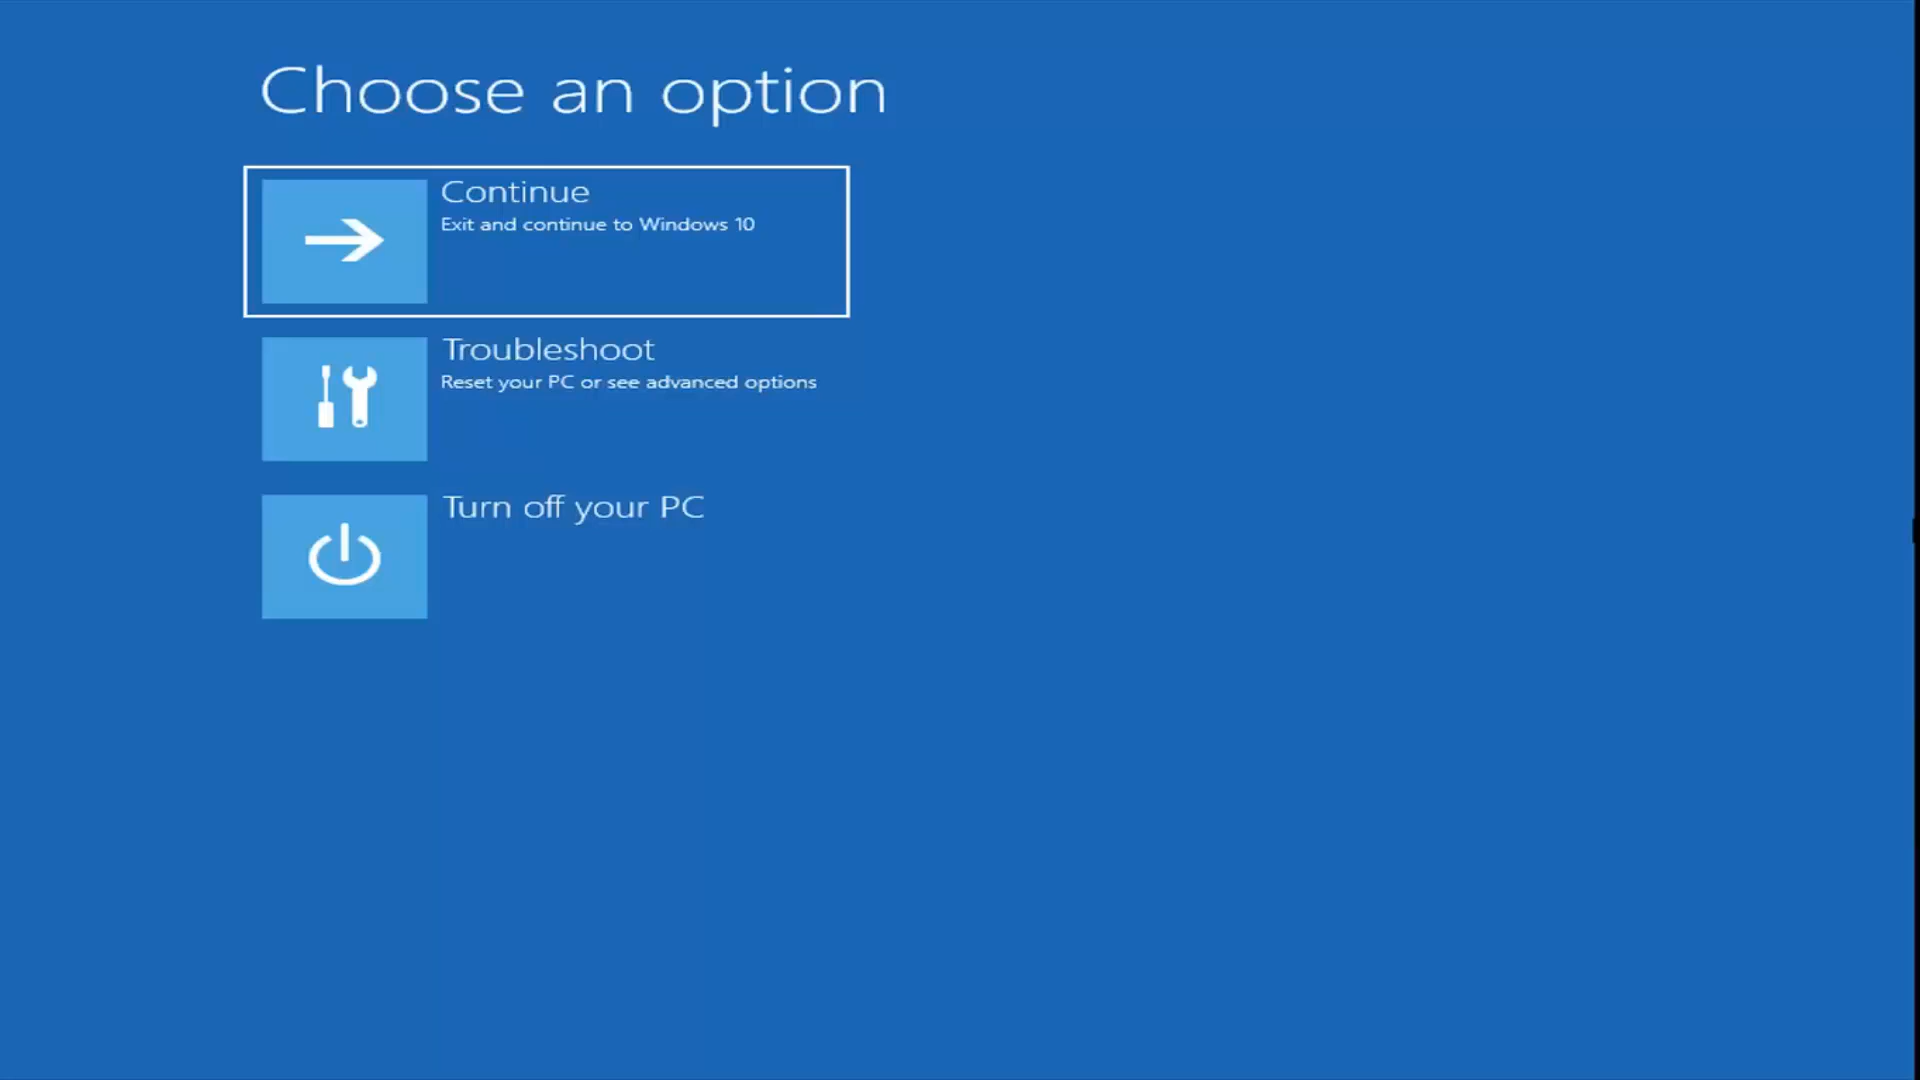 Choose an option
Continue
Exit and continue to Windows 10
Troubleshoot
Reset your PC or see advanced options
Turn off your PC